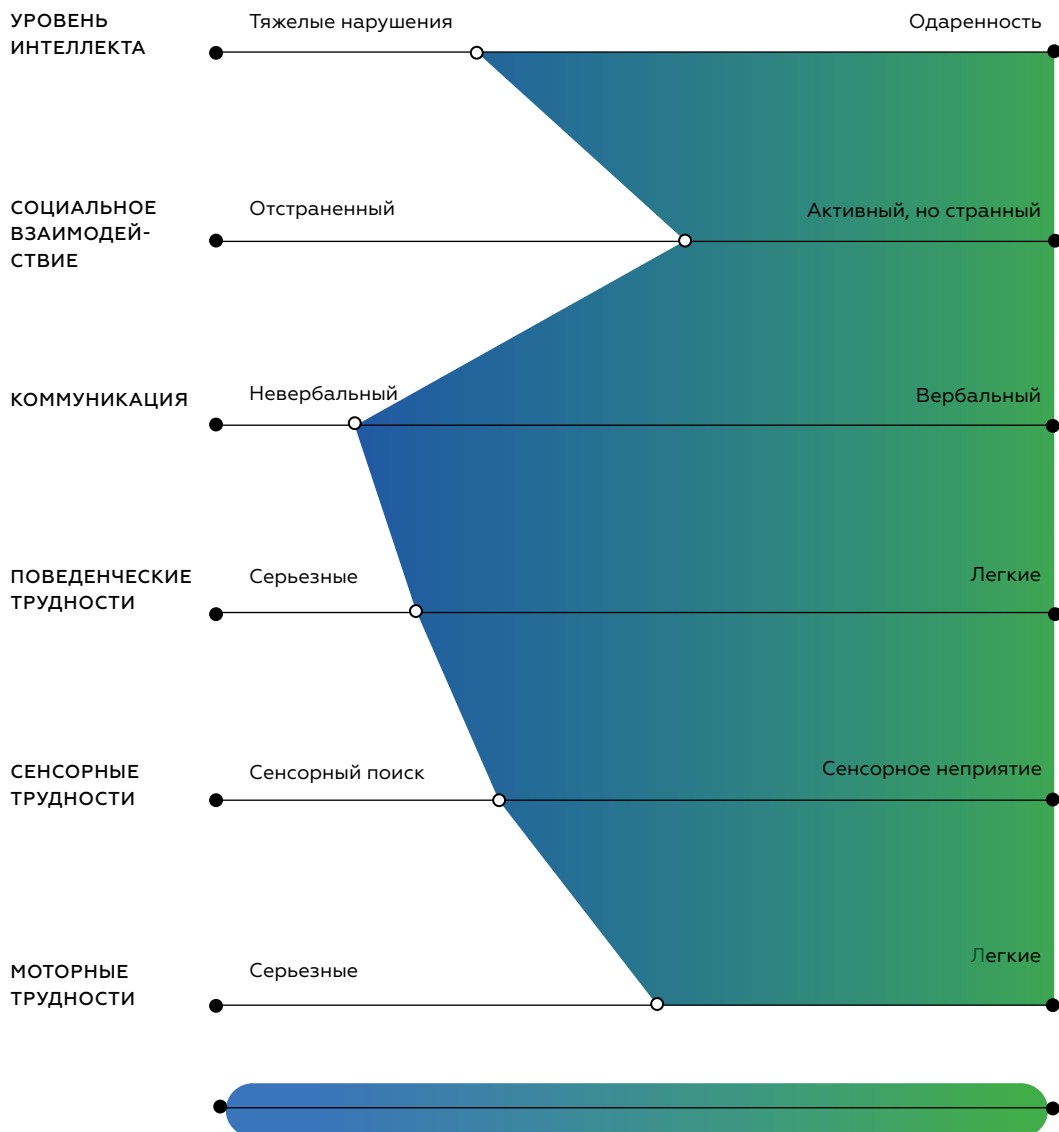 УРОВЕНЬ
ИНТЕЛЛЕКТА
Тяжелые нарушения
Одаренность
СОЦИАЛЬНОЕ
ВЗАИМОДЕЙ-
СТВИЕ
Отстраненный
Активный, но странный
КОММУНИКАЦИЯ
Невербальный
Вербальный
ПОВЕДЕНЧЕСКИЕ
ТРУДНОСТИ
Серьезные
Легкие
СЕНСОРНЫЕ
ТРУДНОСТИ
Сенсорный поиск
Сенсорное неприятие
МОТОРНЫЕ
ТРУДНОСТИ
Серьезные
Легкие